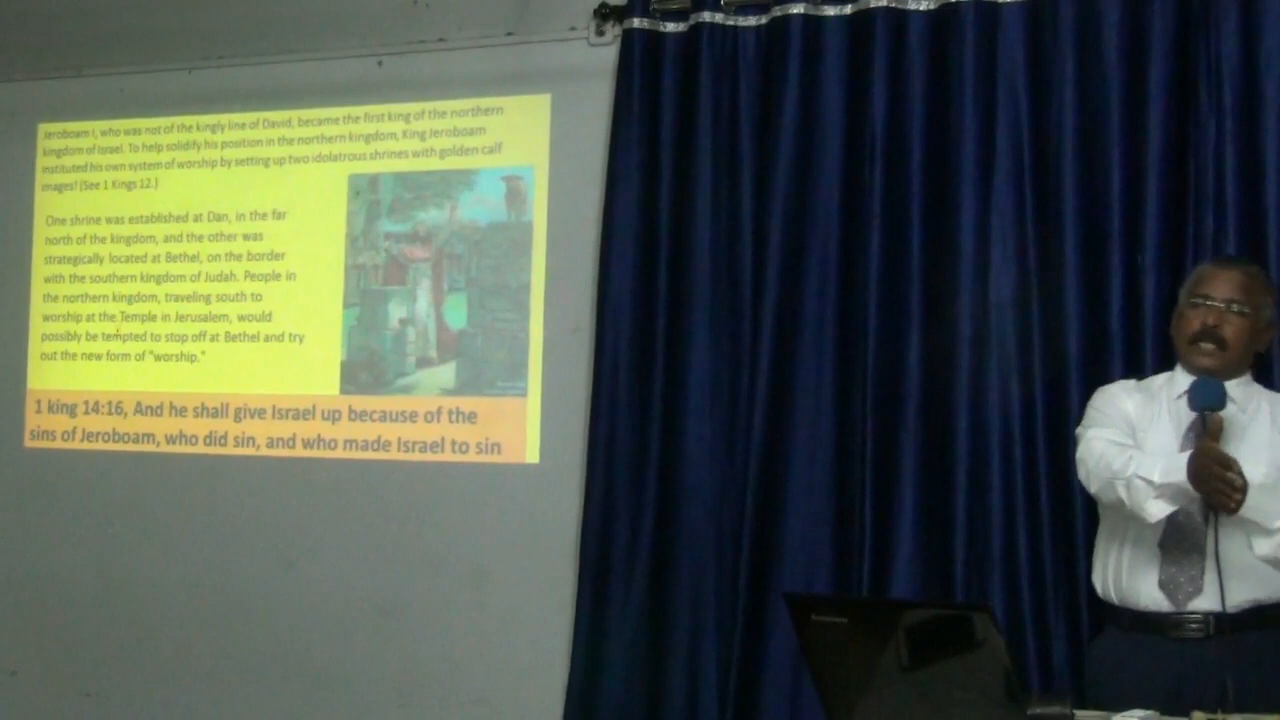 Jeroboam I, who was not of the kingly line of David, became the first king of the northern
kingdom of Israel. To help solidify his position in the northern kingdom, King Jeroboam
instituted his own system of worship by setting up two idolatrous shrines with golden calf
images! (See 1 Kings 12.)
One shrine was established at Dan, in the far
north of the kingdom, and the other was
strategically located at Bethel, on the border
with the southern kingdom of Judah. People in
the northern kingdom, traveling south to
worship at the Temple in Jerusalem, would
possibly be tempted to stop off at Bethel and try
out the new form of "worship."
1 king 14:16, And he shall give Israel up because of the
sins of Jeroboam, who did sin, and who made Israel to sin